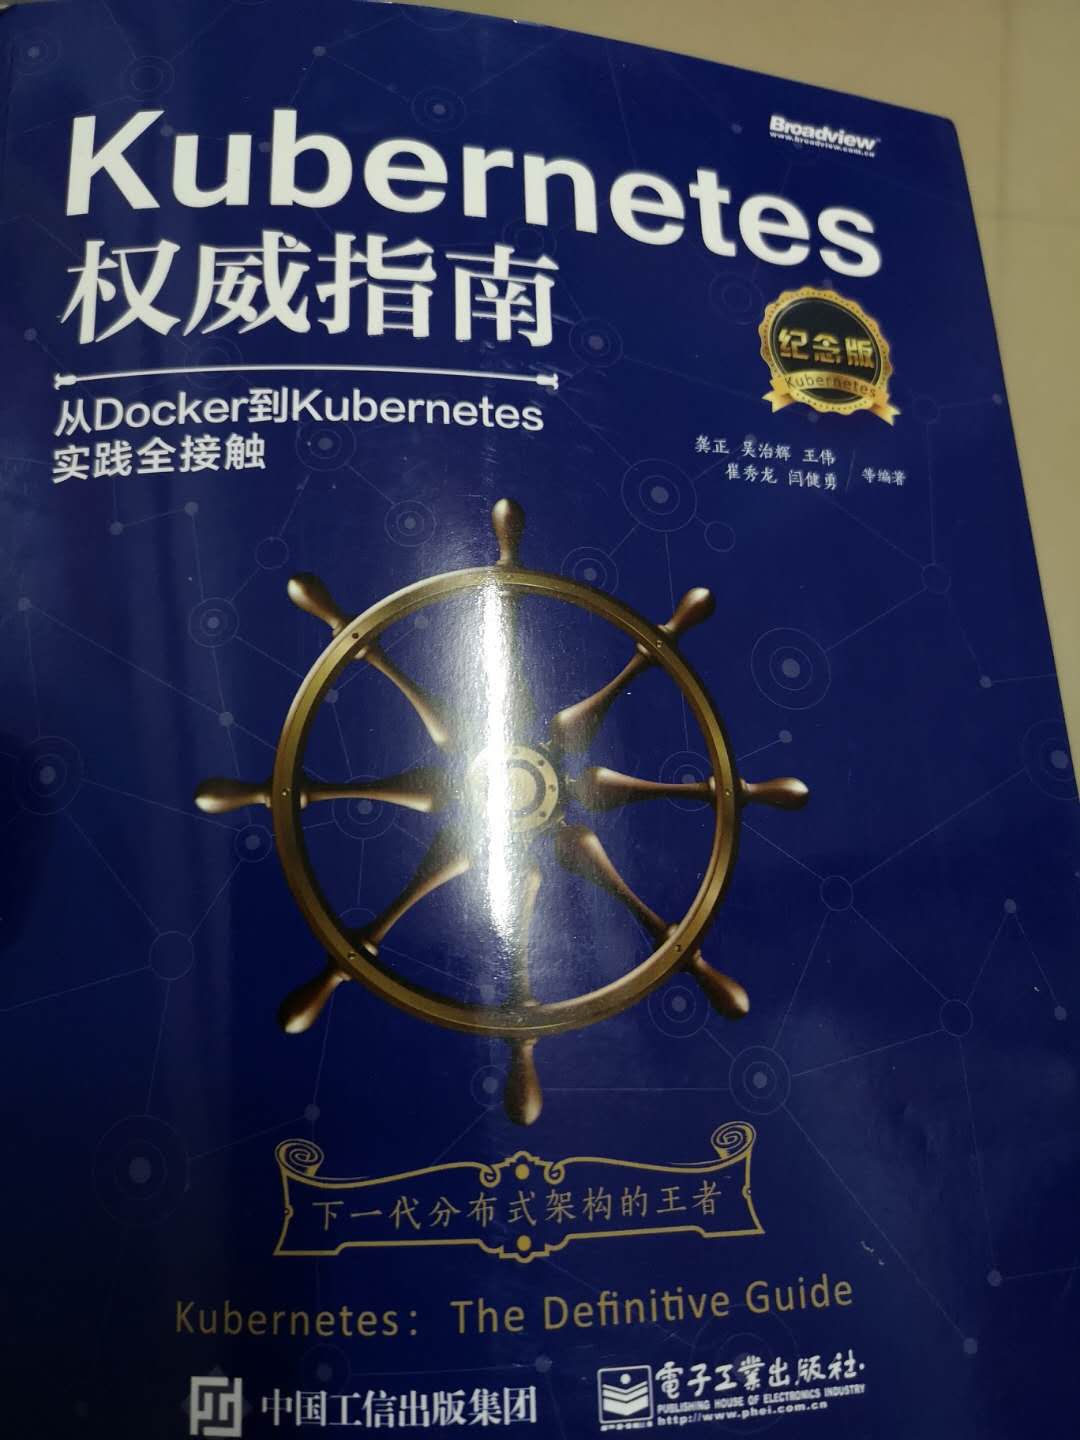 Broadview
www.broadview.com.cn
Kubernetes
权威指南
纪念版
Kubernetes
从Docker到Kubernetes
实践全接触
龚正 吴治辉 王伟
崔秀龙 闫健勇
等编著
下一代分布式架构的王者
Kubernetes: The Definitive Guide
中国工信出版集团
電子工業出版社.
PUBLISHING HOUSE OF ELECTRONICS INDUSTRY
http://www.phei.com.cn